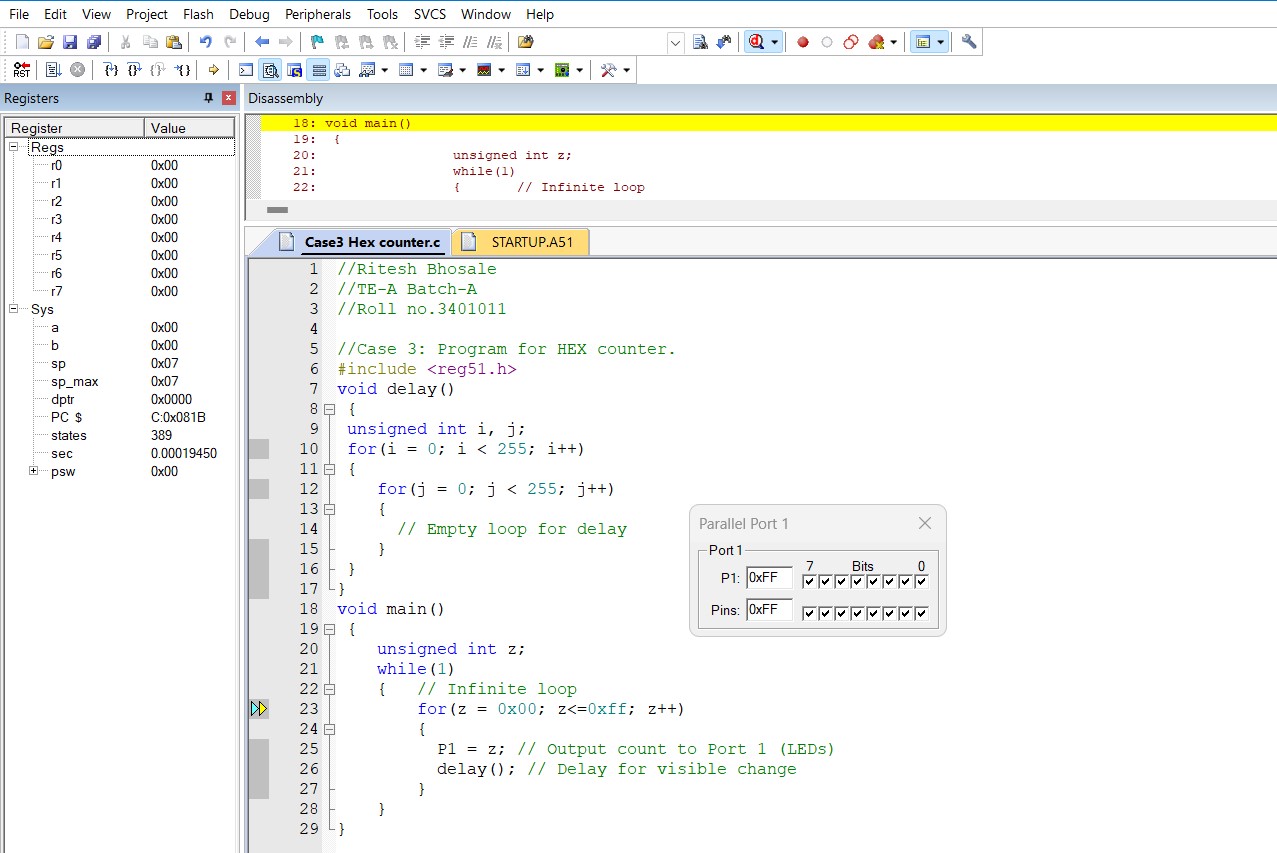 File Edit View Project Flash Debug Peripherals Tools SVCS Window Help
RST
Registers
Register Value
Regs
r0 0x00
r1 0x00
r2 0x00
r3 0x00
r4 0x00
r5 0x00
r6 0x00
r7 0x00
Sys
a 0x00
b 0x00
sp 0x07
sp_max 0x07
dptr 0x0000
PC $ C:0x081B
states 389
sec 0.00019450
psw 0x00
Disassembly
18: void main()
19: {
20: unsigned int z;
21: while(1)
22: { // Infinite loop
Case3 Hex counter.c STARTUP.A51
1 //Ritesh Bhosale
2 //TE-A Batch-A
3 //Roll no.3401011
4
5 //Case 3: Program for HEX counter.
6 #include <reg51.h>
7 void delay()
8 {
9 unsigned int i, j;
10 for(i = 0; i < 255; i++)
11 {
12 for(j = 0; j < 255; j++)
13 {
14 // Empty loop for delay
15 }
16 }
17 }
18 void main()
19 {
20 unsigned int z;
21 while(1)
22 { // Infinite loop
23 for(z = 0x00; z<=0xff; z++)
24 {
25 P1 = z; // Output count to Port 1 (LEDs)
26 delay(); // Delay for visible change
27 }
28 }
29 }
Parallel Port 1
Port 1
7 Bits 0
P1: 0xFF
Pins: 0xFF